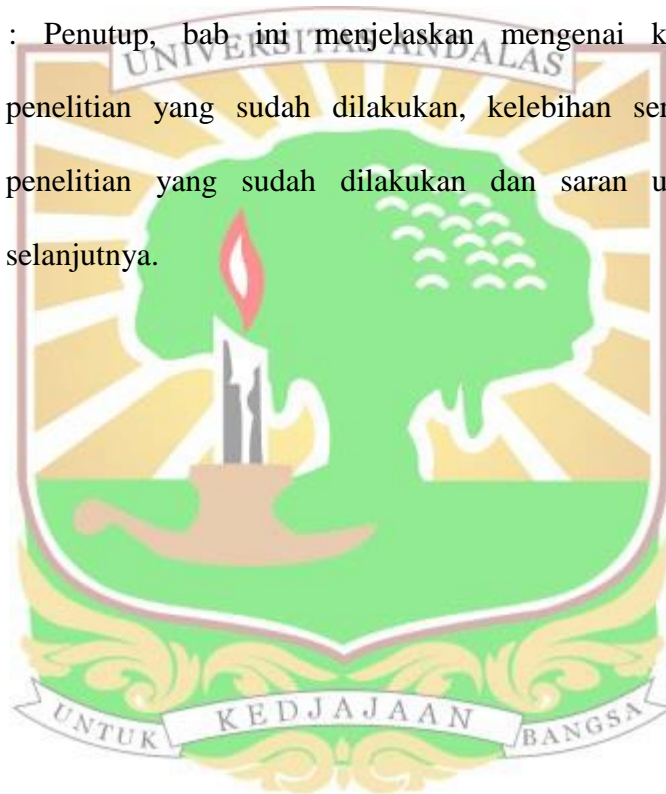 : Penutup, bab ini menjelaskan mengenai k
UNIVERSITAS ANDALAS
penelitian yang sudah dilakukan, kelebihan ser
penelitian yang sudah dilakukan dan saran u
selanjutnya.
UNTUK KEDJAJAAN BANGSA